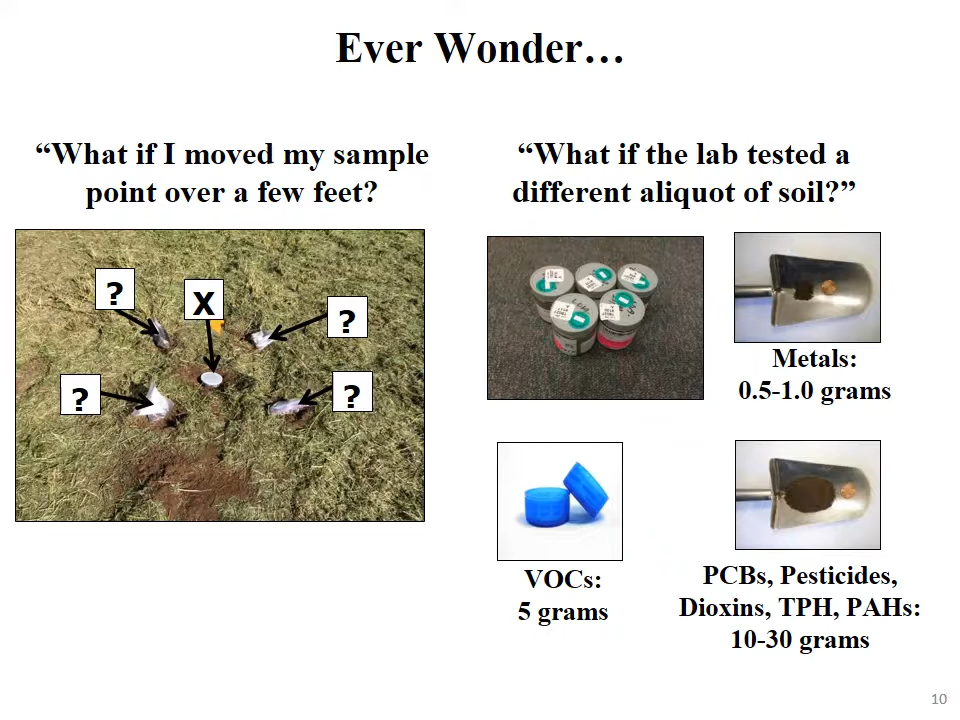 Ever Wonder…
“What if I moved my sample
point over a few feet?
“What if the lab tested a
different aliquot of soil?”
?
X
?
?
?
Metals:
0.5-1.0 grams
VOCs:
5 grams
PCBs, Pesticides,
Dioxins, TPH, PAHs:
10-30 grams
10